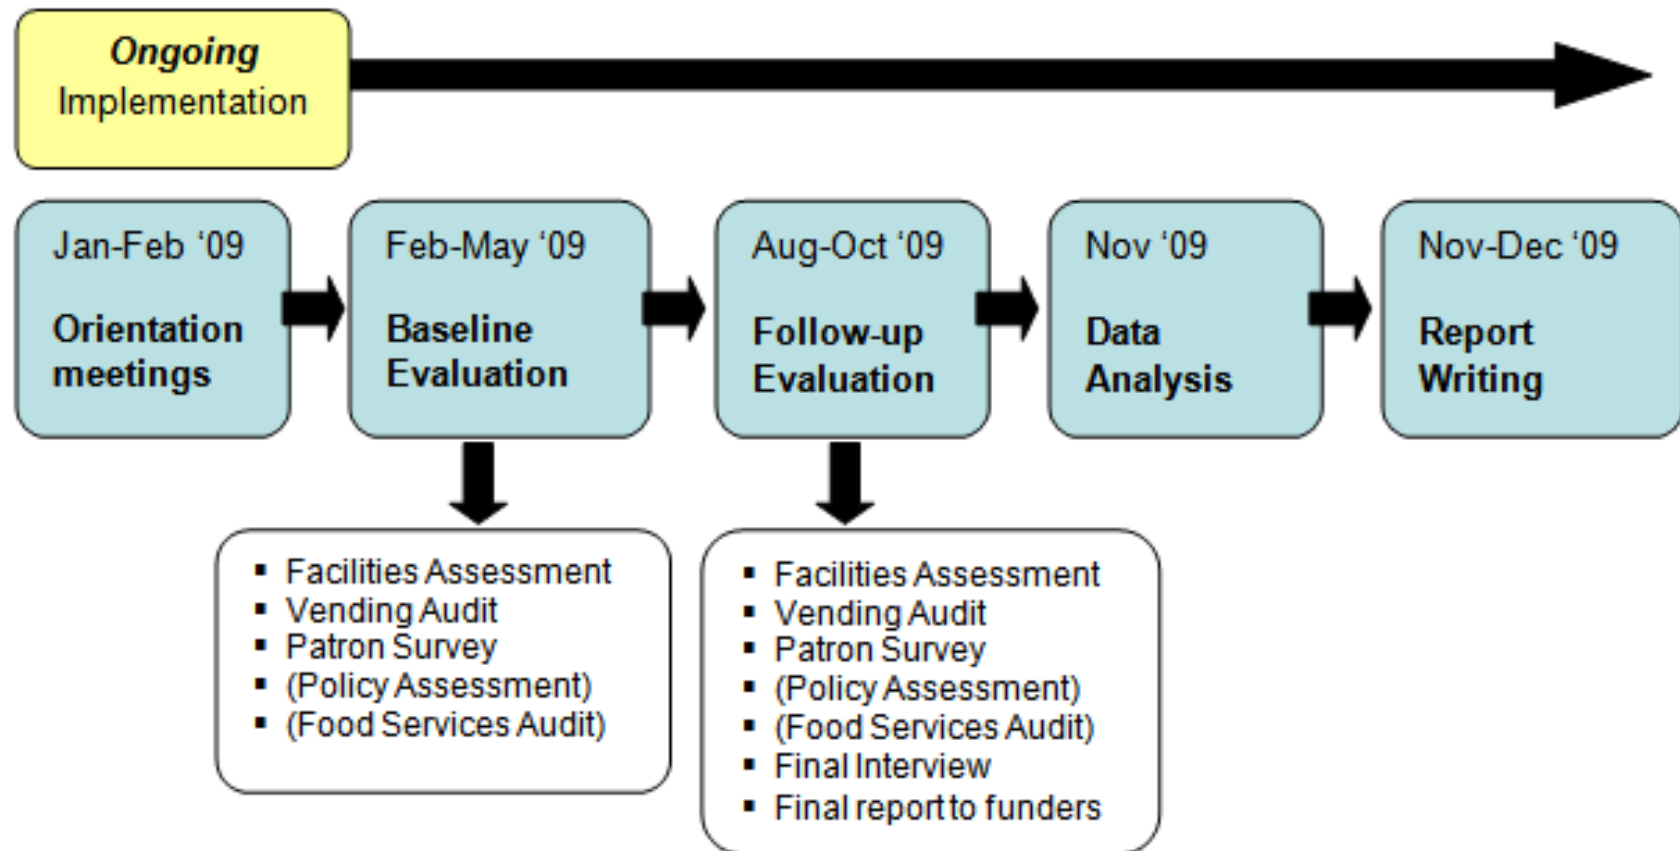 Ongoing
Implementation
Jan-Feb ‘09
Orientation
meetings
Feb-May ‘09
Baseline
Evaluation
Aug-Oct ‘09
Follow-up
Evaluation
Nov ‘09
Data
Analysis
Nov-Dec ‘09
Report
Writing
▪ Facilities Assessment
▪ Vending Audit
▪ Patron Survey
▪ (Policy Assessment)
▪ (Food Services Audit)
▪ Facilities Assessment
▪ Vending Audit
▪ Patron Survey
▪ (Policy Assessment)
▪ (Food Services Audit)
▪ Final Interview
▪ Final report to funders